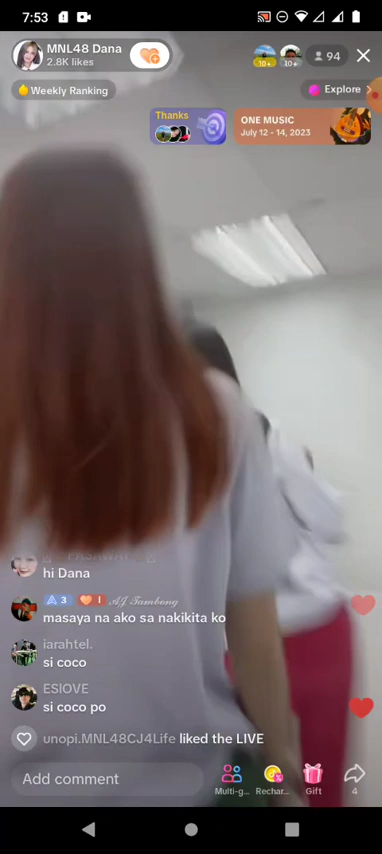 7:53
MNL48 Dana
2.8K likes
10+
10+
94
Weekly Ranking
Explore
Thanks
ONE MUSIC
July 12 - 14, 2023
hi Dana
3
I
AJ Tambong
masaya na ako sa nakikita ko
iarahtel.
si coco
ESIOVE
si coco po
unopi.MNL48CJ4Life liked the LIVE
Add comment
Multi-g...
Rechar...
Gift
4